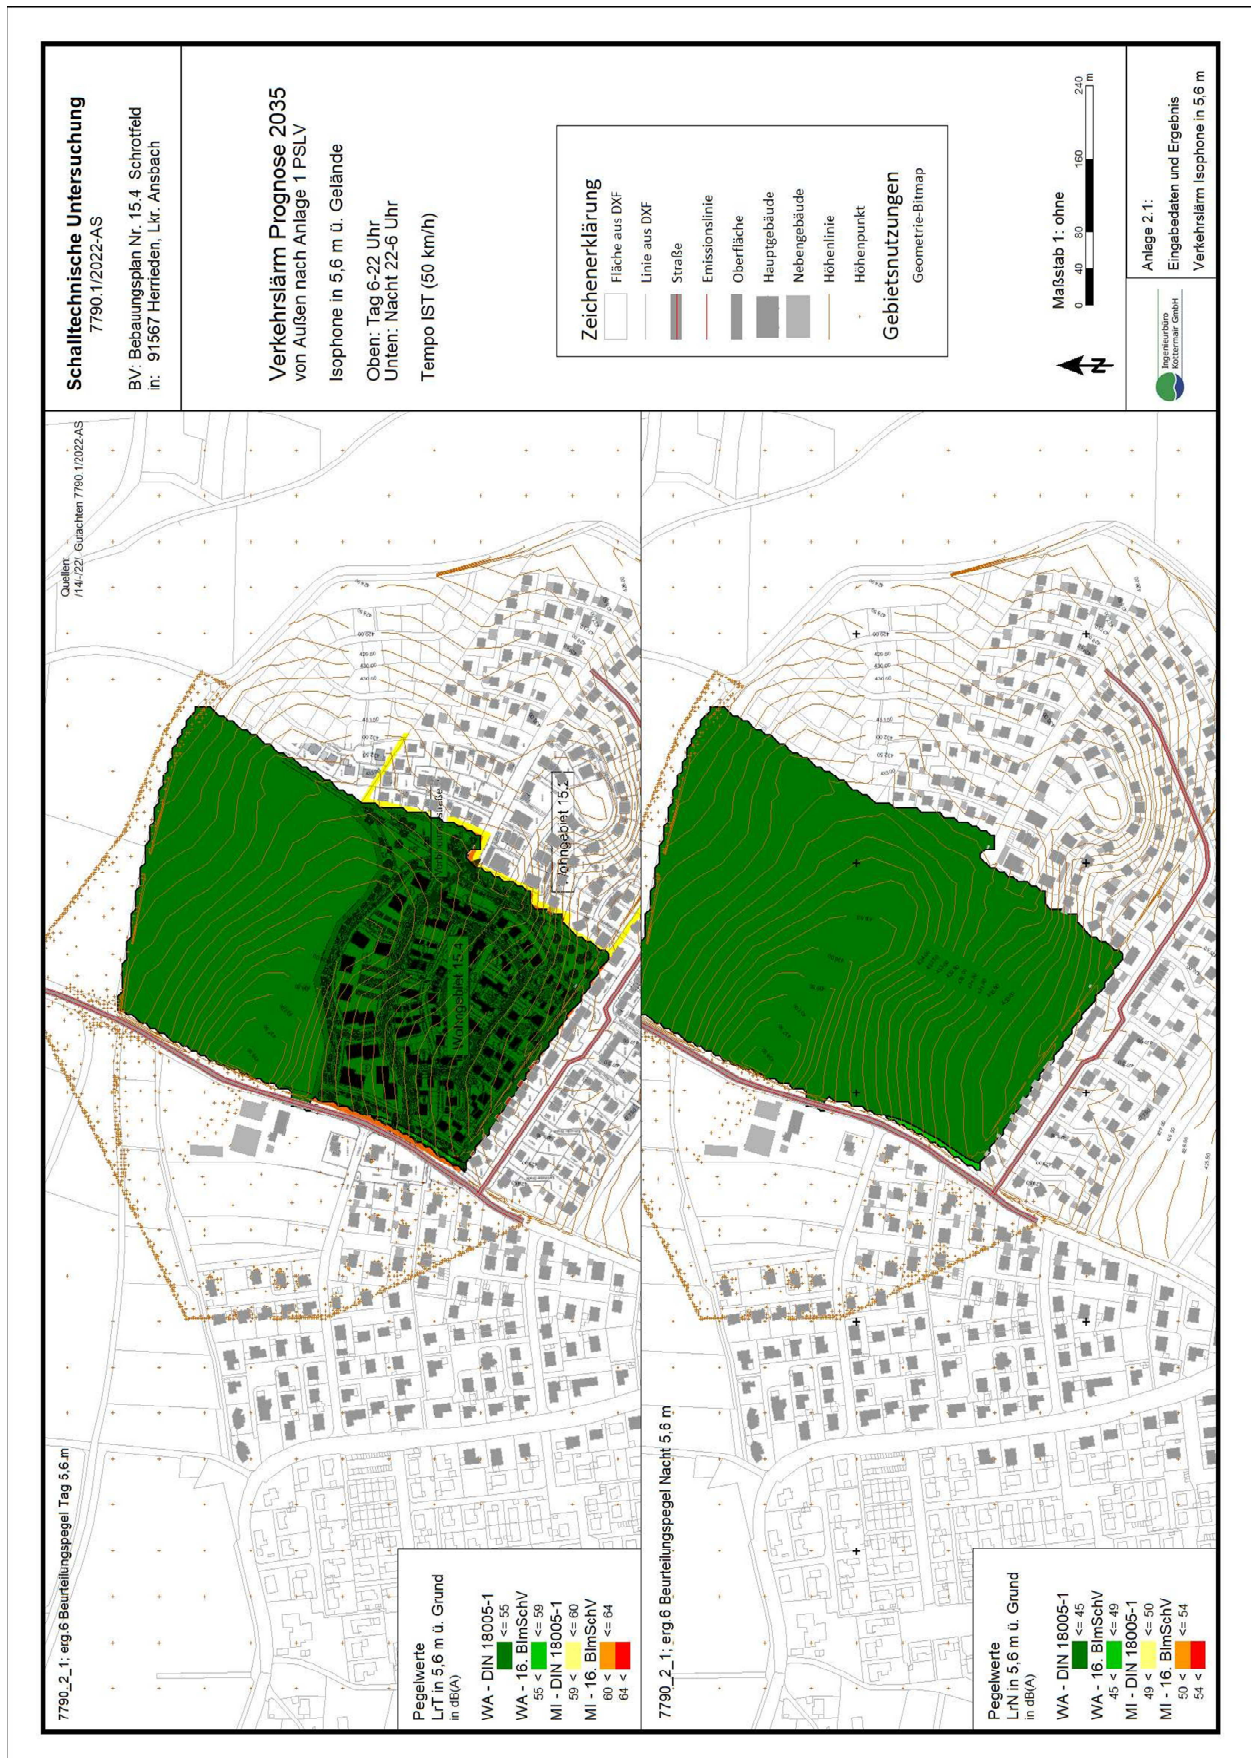 Schalltechnische Untersuchung
7790.1/2022-AS
BV: Bebauungsplan Nr. 15.4 Schrotfeld
in: 91567 Herrieden, Lkr. Ansbach
Verkehrslärm Prognose 2035
von Außen nach Anlage 1 PSLV
Isophone in 5,6 m ü. Gelände
Oben: Tag 6-22 Uhr
Unten: Nacht 22-6 Uhr
Tempo IST (50 km/h)
Zeichenerklärung
Fläche aus DXF
Linie aus DXF
Straße
Emissionslinie
Oberfläche
Hauptgebäude
Nebengebäude
Höhenlinie
Höhenpunkt
Gebietsnutzungen
Geometrie-Bitmap
Maßstab 1: ohne
0 40 80 160 240
m
N
Ingenieurbüro
Kottermair GmbH
Anlage 2.1:
Eingabedaten und Ergebnis
Verkehrslärm Isophone in 5,6 m
7790_2_1; erg.6 Beurteilungspegel Tag 5,6 m
Quellen:
/14/-/22/, Gutachten 7790.1/2022-AS
Wohngebiet 15.4
Wohngebiet 15.2
Pegelwerte
LrT in 5,6 m ü. Grund
in dB(A)
WA - DIN 18005-1
<= 55
WA - 16. BImSchV
55 < <= 59
MI - DIN 18005-1
59 < <= 60
MI - 16. BImSchV
60 < <= 64
64 <
7790_2_1; erg.6 Beurteilungspegel Nacht 5,6 m
Pegelwerte
LrN in 5,6 m ü. Grund
in dB(A)
WA - DIN 18005-1
<= 45
WA - 16. BImSchV
45 < <= 49
MI - DIN 18005-1
49 < <= 50
MI - 16. BImSchV
50 < <= 54
54 <